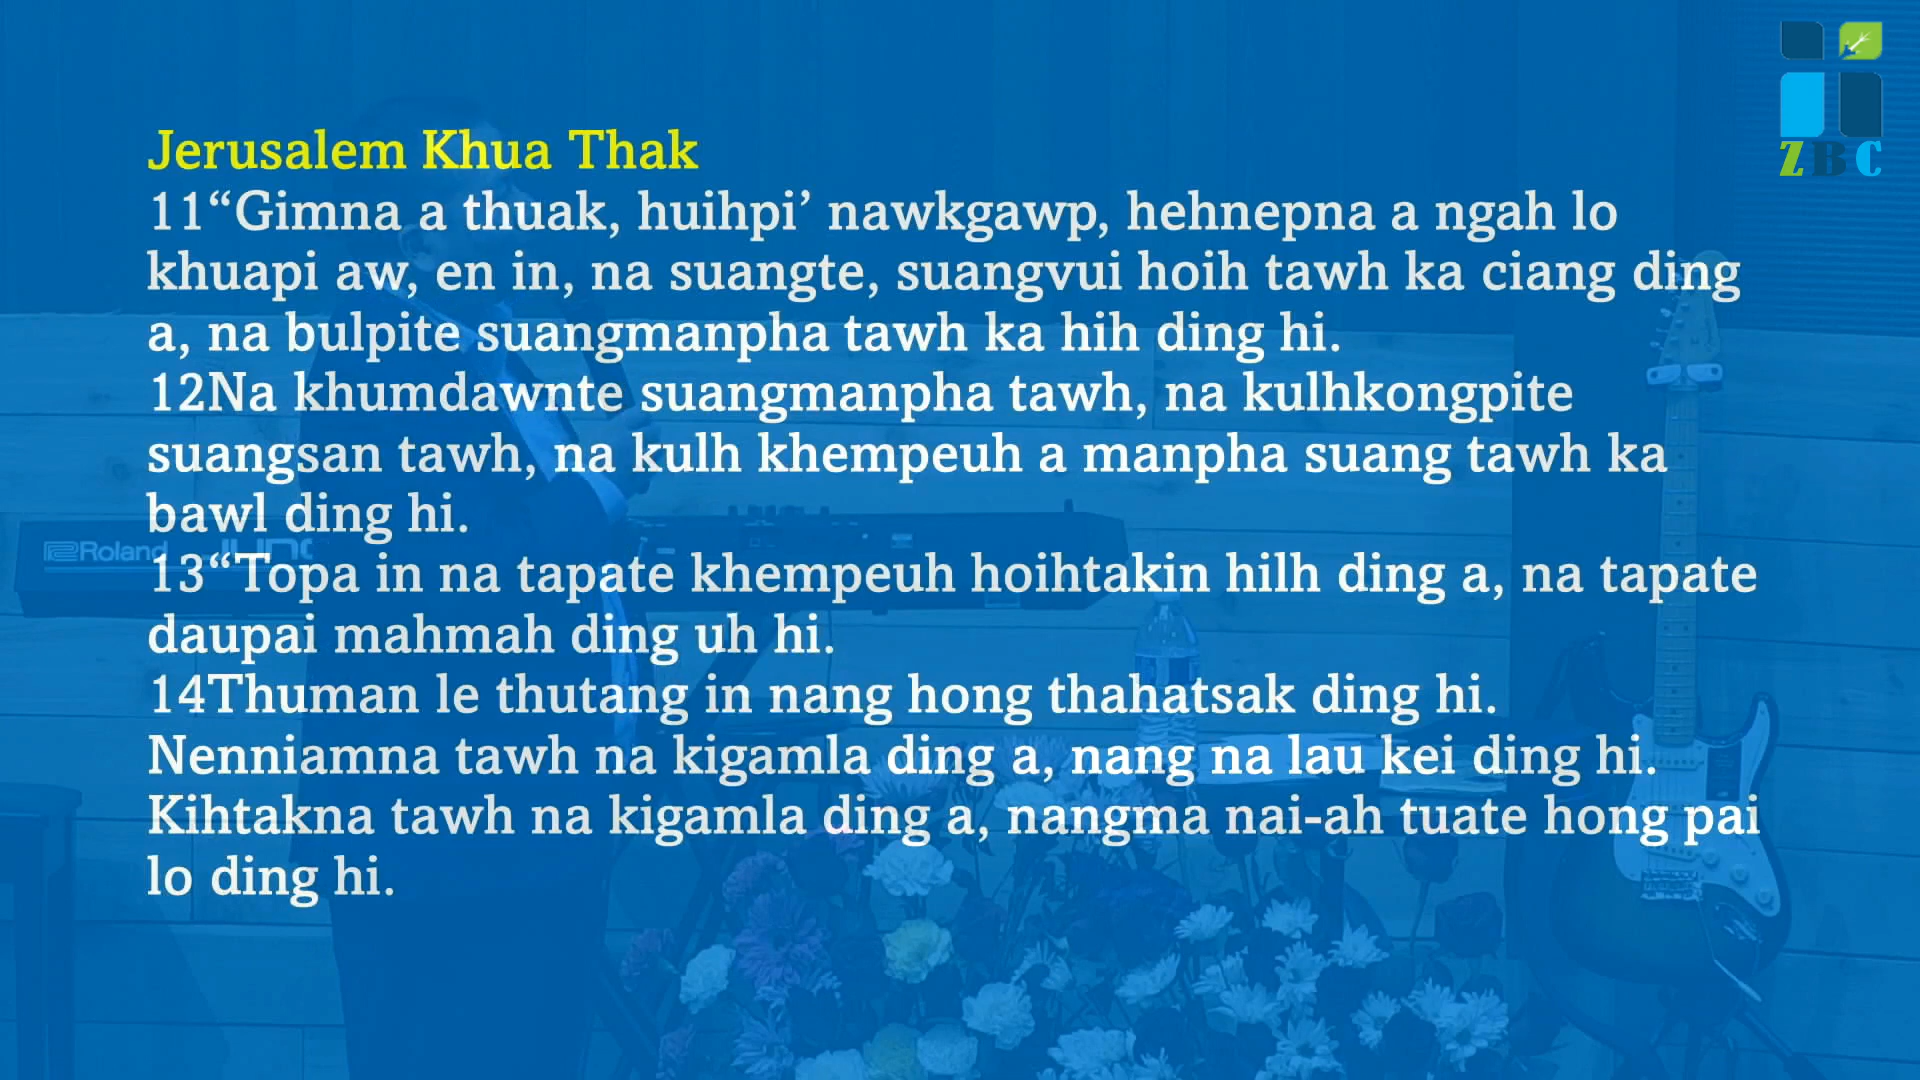 Jerusalem Khua Thak
11“Gimna a thuak, huihpi’ nawkgawp, hehnepna a ngah lo
khuapi aw, en in, na suangte, suangvui hoih tawh ka ciang ding
a, na bulpite suangmanpha tawh ka hih ding hi.
12Na khumdawnte suangmanpha tawh, na kulhkongpite
suangsan tawh, na kulh khempeuh a manpha suang tawh ka
bawl ding hi.
13“Topa in na tapate khempeuh hoihtakin hilh ding a, na tapate
daupai mahmah ding uh hi.
14Thuman le thutang in nang hong thahatsak ding hi.
Nenniamna tawh na kigamla ding a, nang na lau kei ding hi.
Kihtakna tawh na kigamla ding a, nangma nai-ah tuate hong pai
lo ding hi.
ZBC
Roland